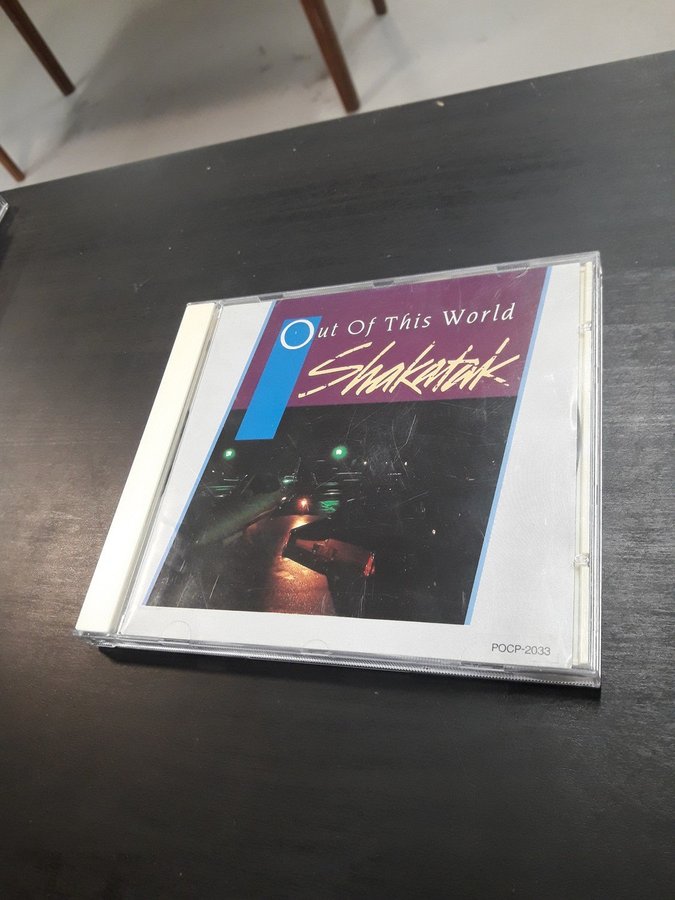 Out Of This World
Shakatak
POCP-2033